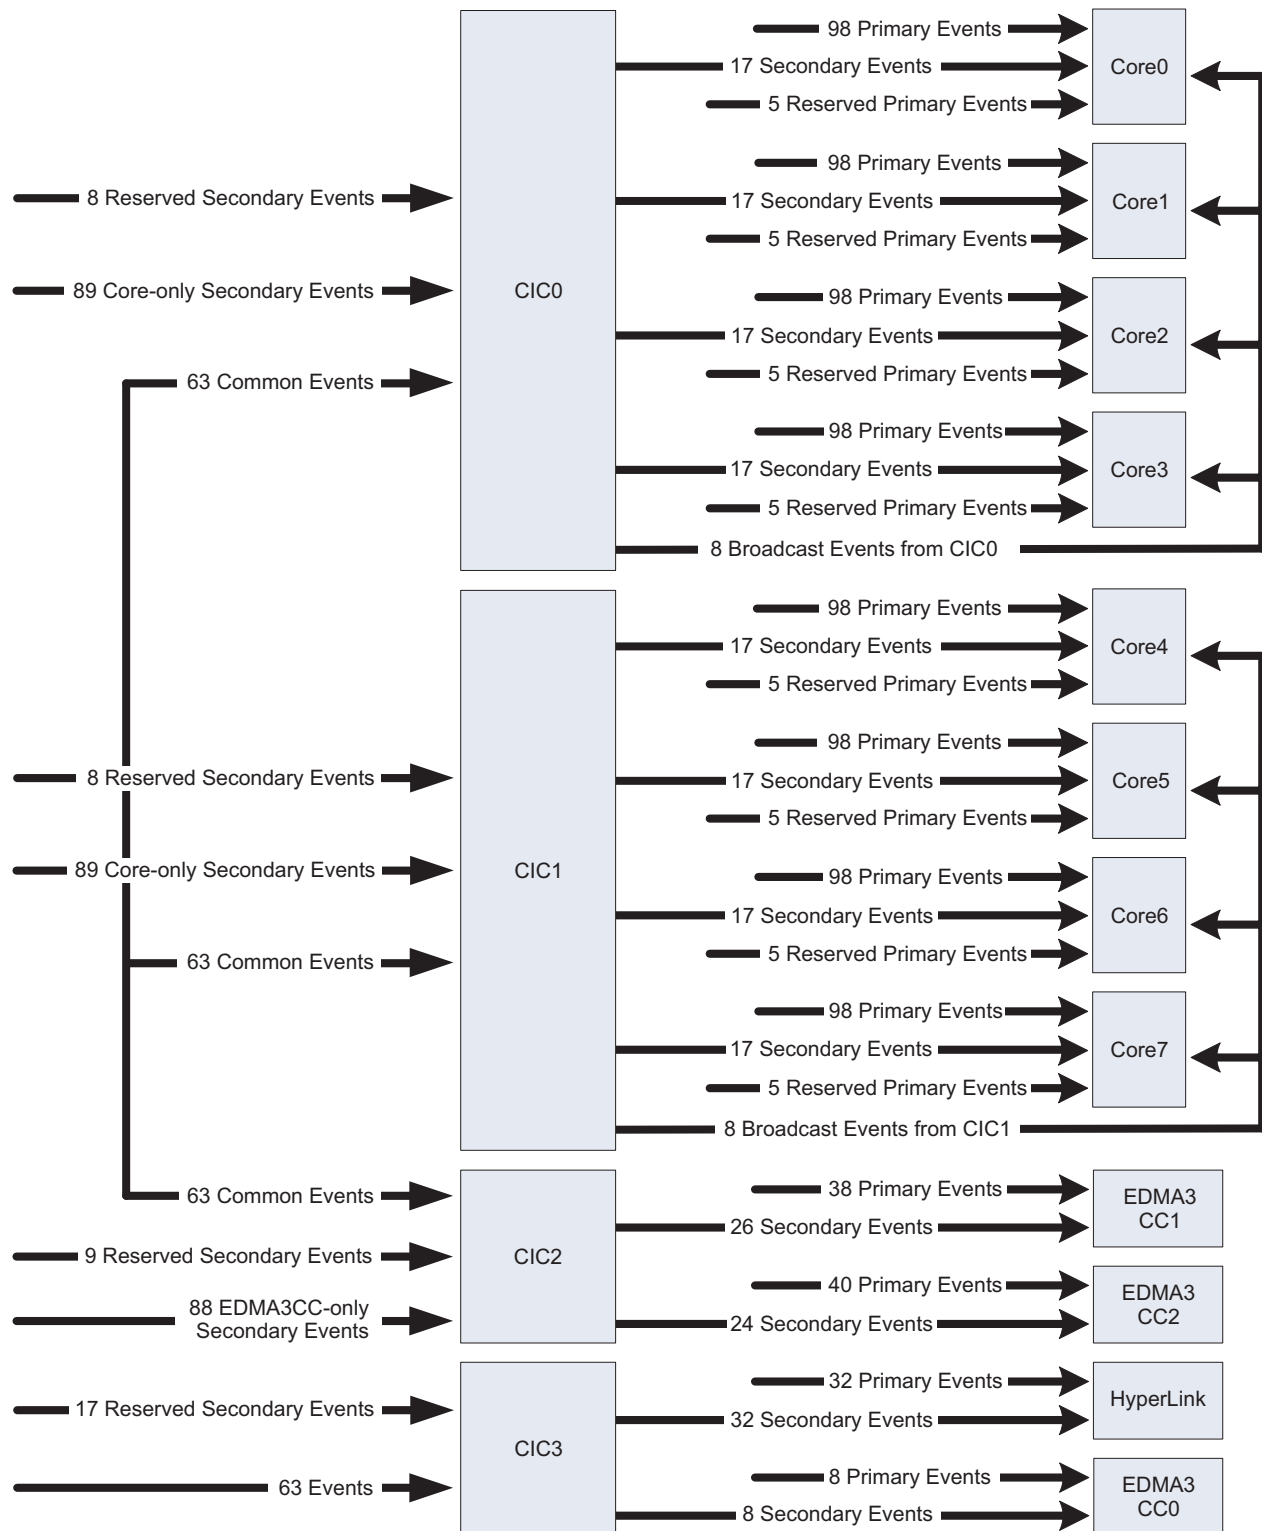 98 Primary Events
17 Secondary Events
5 Reserved Primary Events
Core0
8 Reserved Secondary Events
89 Core-only Secondary Events
63 Common Events
CIC0
98 Primary Events
17 Secondary Events
5 Reserved Primary Events
Core1
98 Primary Events
17 Secondary Events
5 Reserved Primary Events
Core2
98 Primary Events
17 Secondary Events
5 Reserved Primary Events
Core3
8 Broadcast Events from CIC0
98 Primary Events
17 Secondary Events
5 Reserved Primary Events
Core4
8 Reserved Secondary Events
89 Core-only Secondary Events
63 Common Events
CIC1
98 Primary Events
17 Secondary Events
5 Reserved Primary Events
Core5
98 Primary Events
17 Secondary Events
5 Reserved Primary Events
Core6
98 Primary Events
17 Secondary Events
5 Reserved Primary Events
Core7
8 Broadcast Events from CIC1
63 Common Events
9 Reserved Secondary Events
88 EDMA3CC-only
Secondary Events
CIC2
38 Primary Events
26 Secondary Events
EDMA3
CC1
40 Primary Events
24 Secondary Events
EDMA3
CC2
17 Reserved Secondary Events
63 Events
CIC3
32 Primary Events
32 Secondary Events
HyperLink
8 Primary Events
8 Secondary Events
EDMA3
CC0